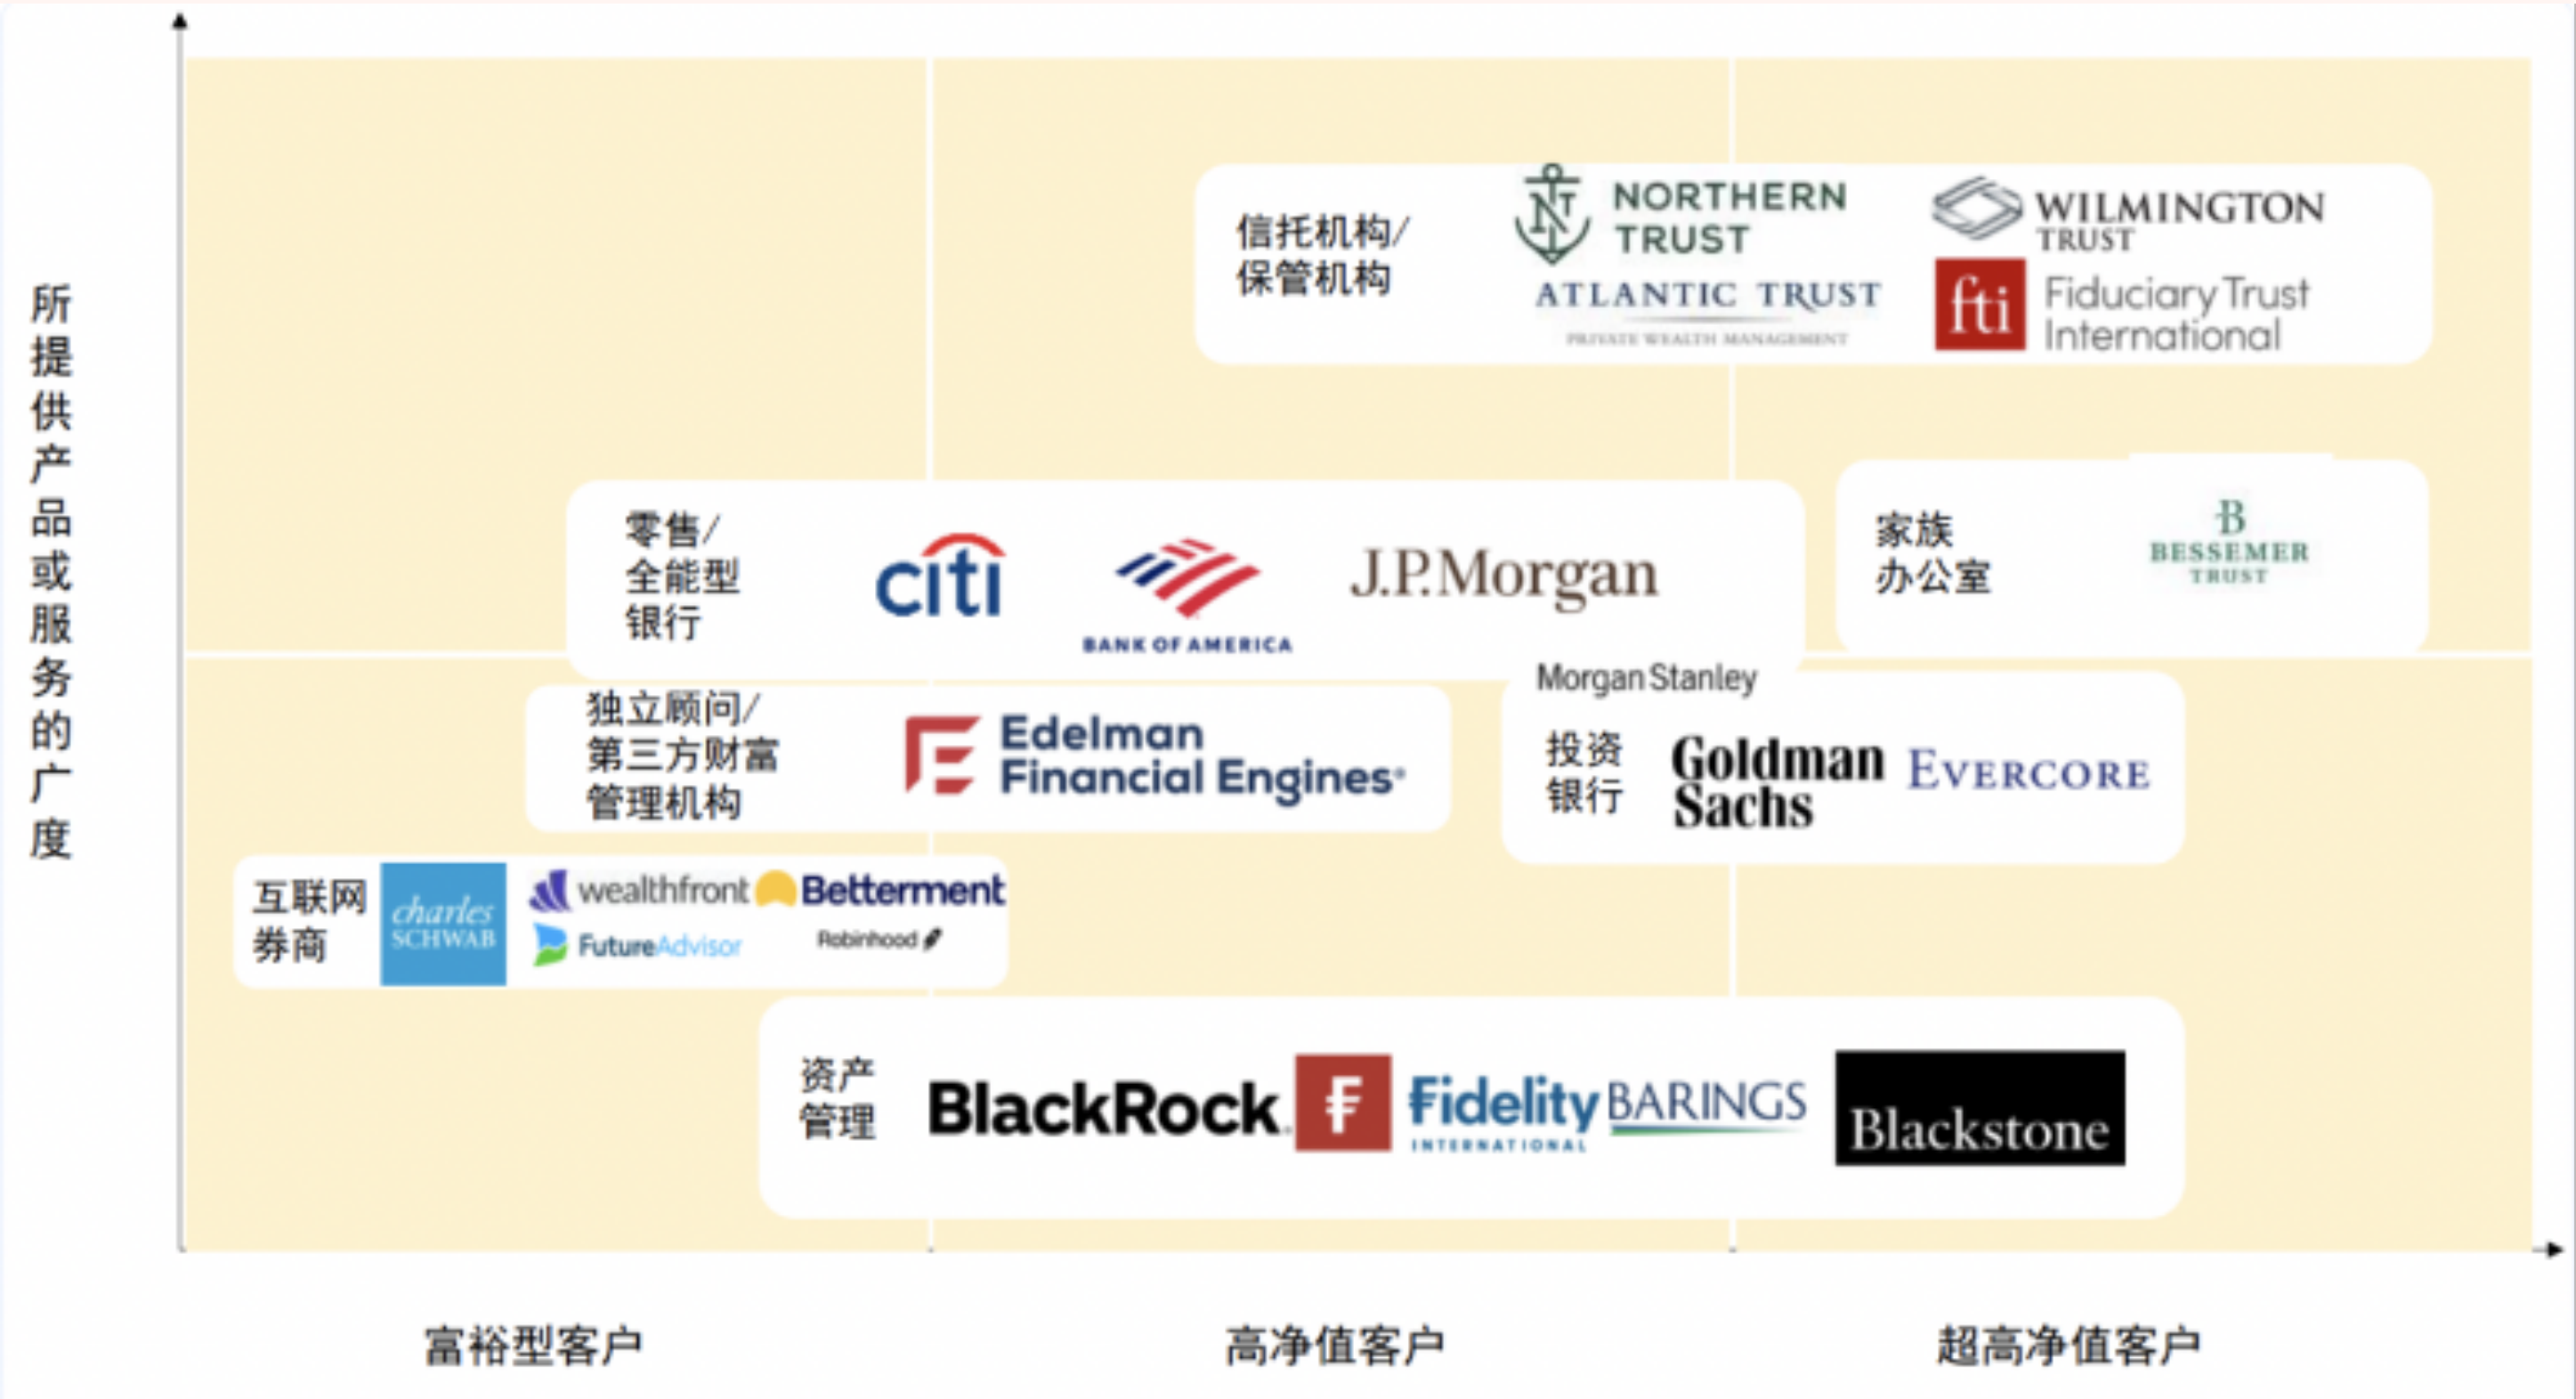 所提供产品或服务的广度
信托机构/
保管机构
NORTHERN
TRUST
ATLANTIC TRUST
PRIVATE WEALTH MANAGEMENT
WILMINGTON
TRUST
fti
Fiduciary Trust
International
零售/
全能型
银行
citi
BANK OF AMERICA
J.P.Morgan
家族
办公室
B
BESSEMER
TRUST
独立顾问/
第三方财富
管理机构
Edelman
Financial Engines®
Morgan Stanley
投资
银行
Goldman
Sachs
EVERCORE
互联网
券商
charles
SCHWAB
wealthfront
Betterment
FutureAdvisor
Robinhood
资产
管理
BlackRock.
F
Fidelity
INTERNATIONAL
BARINGS
Blackstone
富裕型客户
高净值客户
超高净值客户